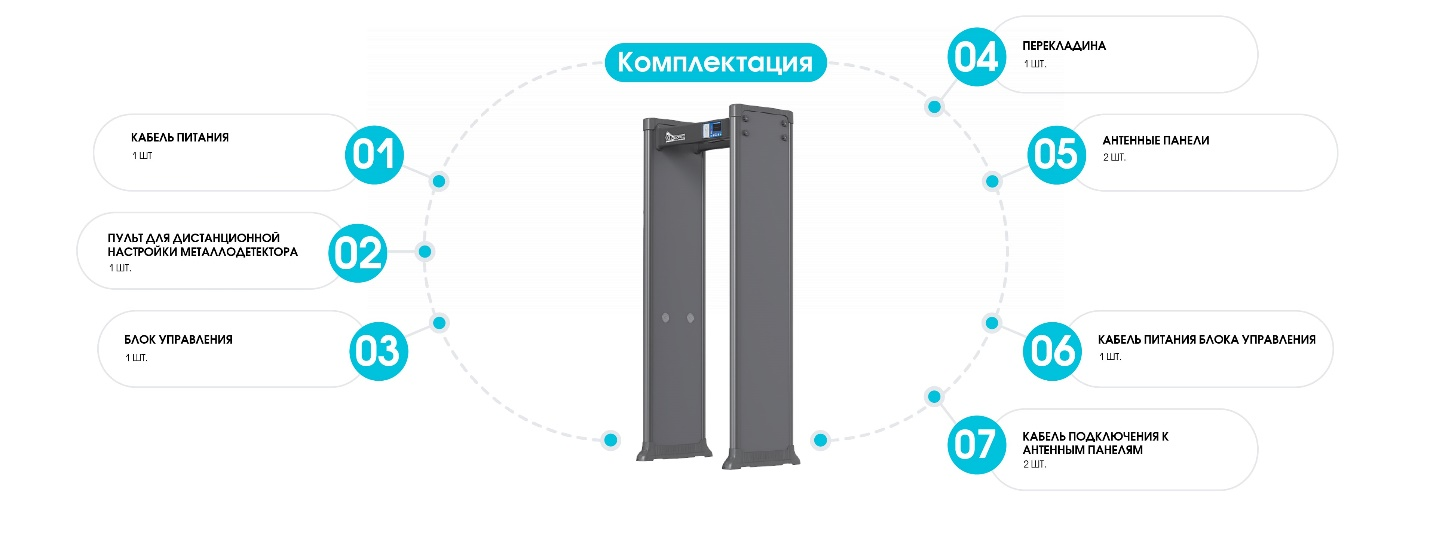 Комплектация
01
КАБЕЛЬ ПИТАНИЯ
1 ШТ
02
ПУЛЬТ ДЛЯ ДИСТАНЦИОННОЙ
НАСТРОЙКИ МЕТАЛЛОДЕТЕКТОРА
1 ШТ.
03
БЛОК УПРАВЛЕНИЯ
1 ШТ.
04
ПЕРЕКЛАДИНА
1 ШТ.
05
АНТЕННЫЕ ПАНЕЛИ
2 ШТ.
06
КАБЕЛЬ ПИТАНИЯ БЛОКА УПРАВЛЕНИЯ
1 ШТ.
07
КАБЕЛЬ ПОДКЛЮЧЕНИЯ К
АНТЕННЫМ ПАНЕЛЯМ
2 ШТ.